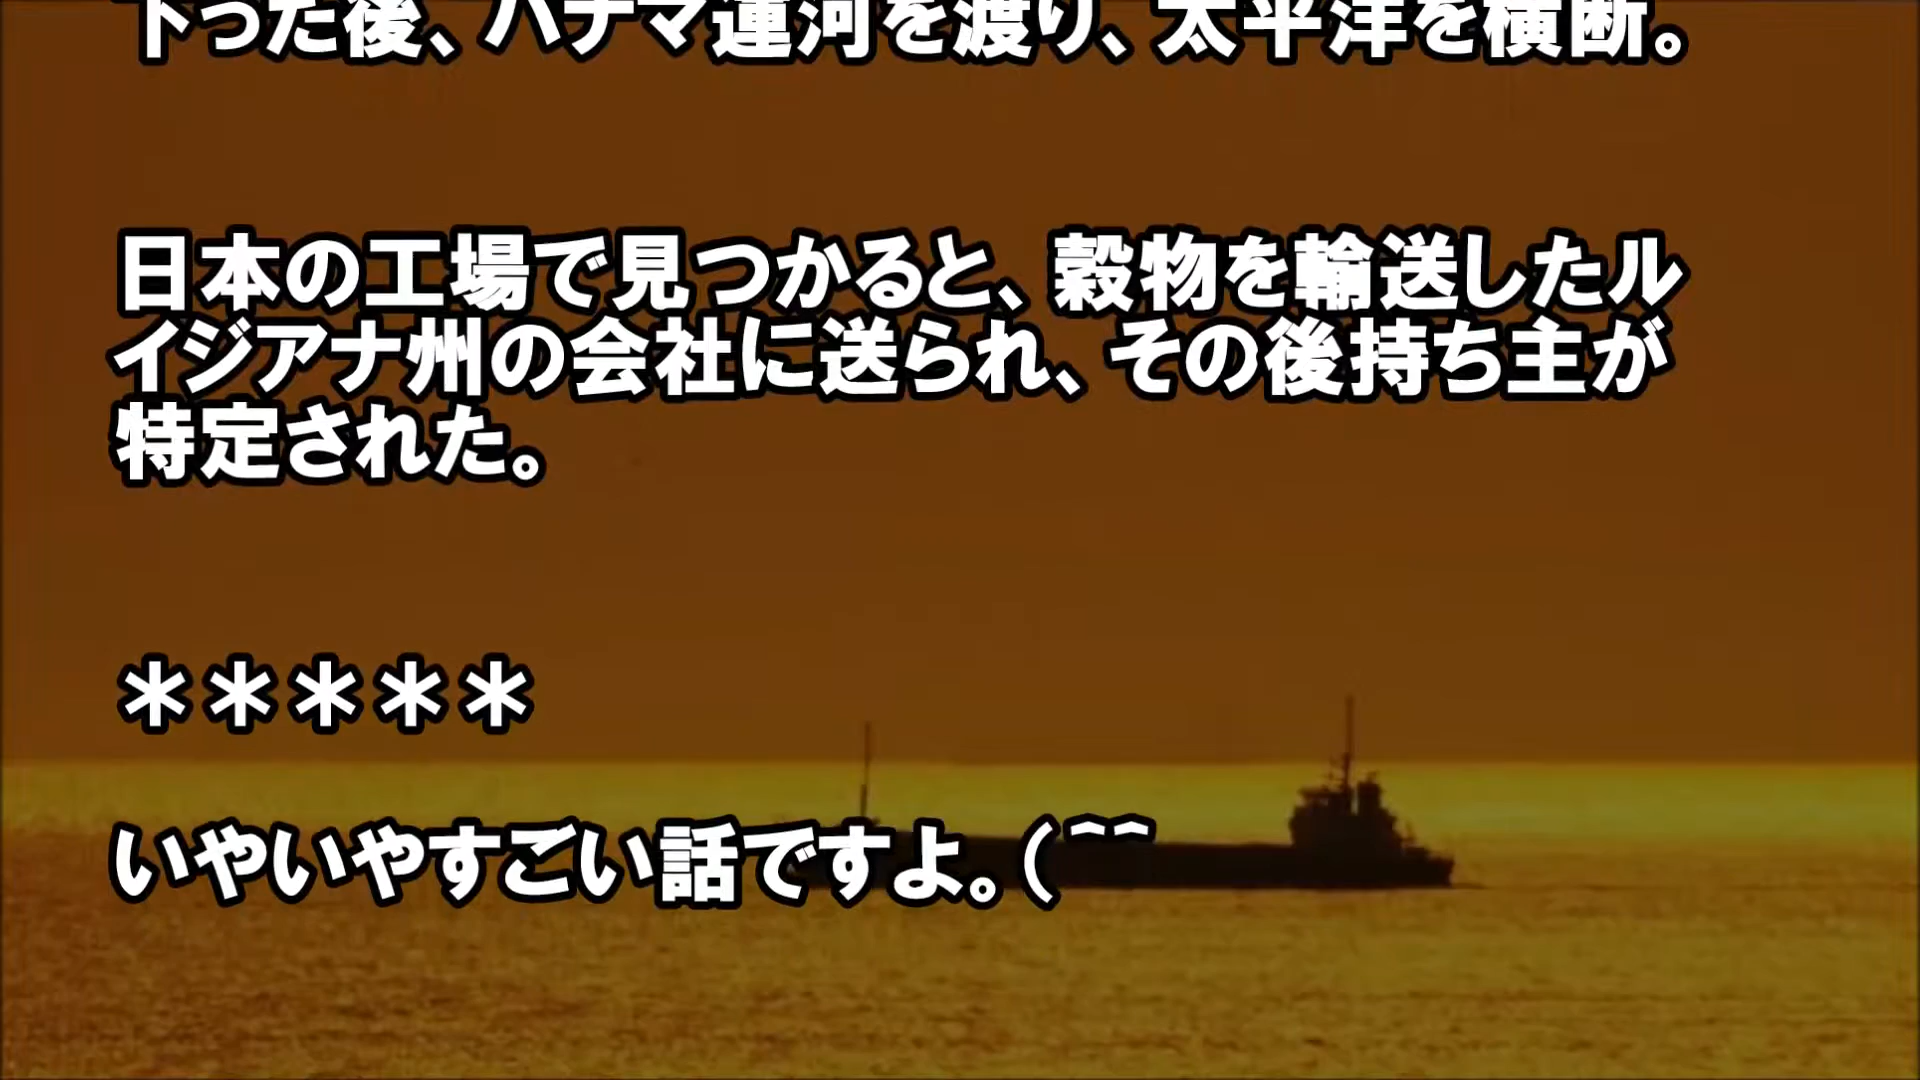 下った後、パナマ運河を渡り、太平洋を横断。
日本の工場で見つかると、穀物を輸送したル
イジアナ州の会社に送られ、その後持ち主が
特定された。
＊＊＊＊＊
いやいやすごい話ですよ。（⌒⌒